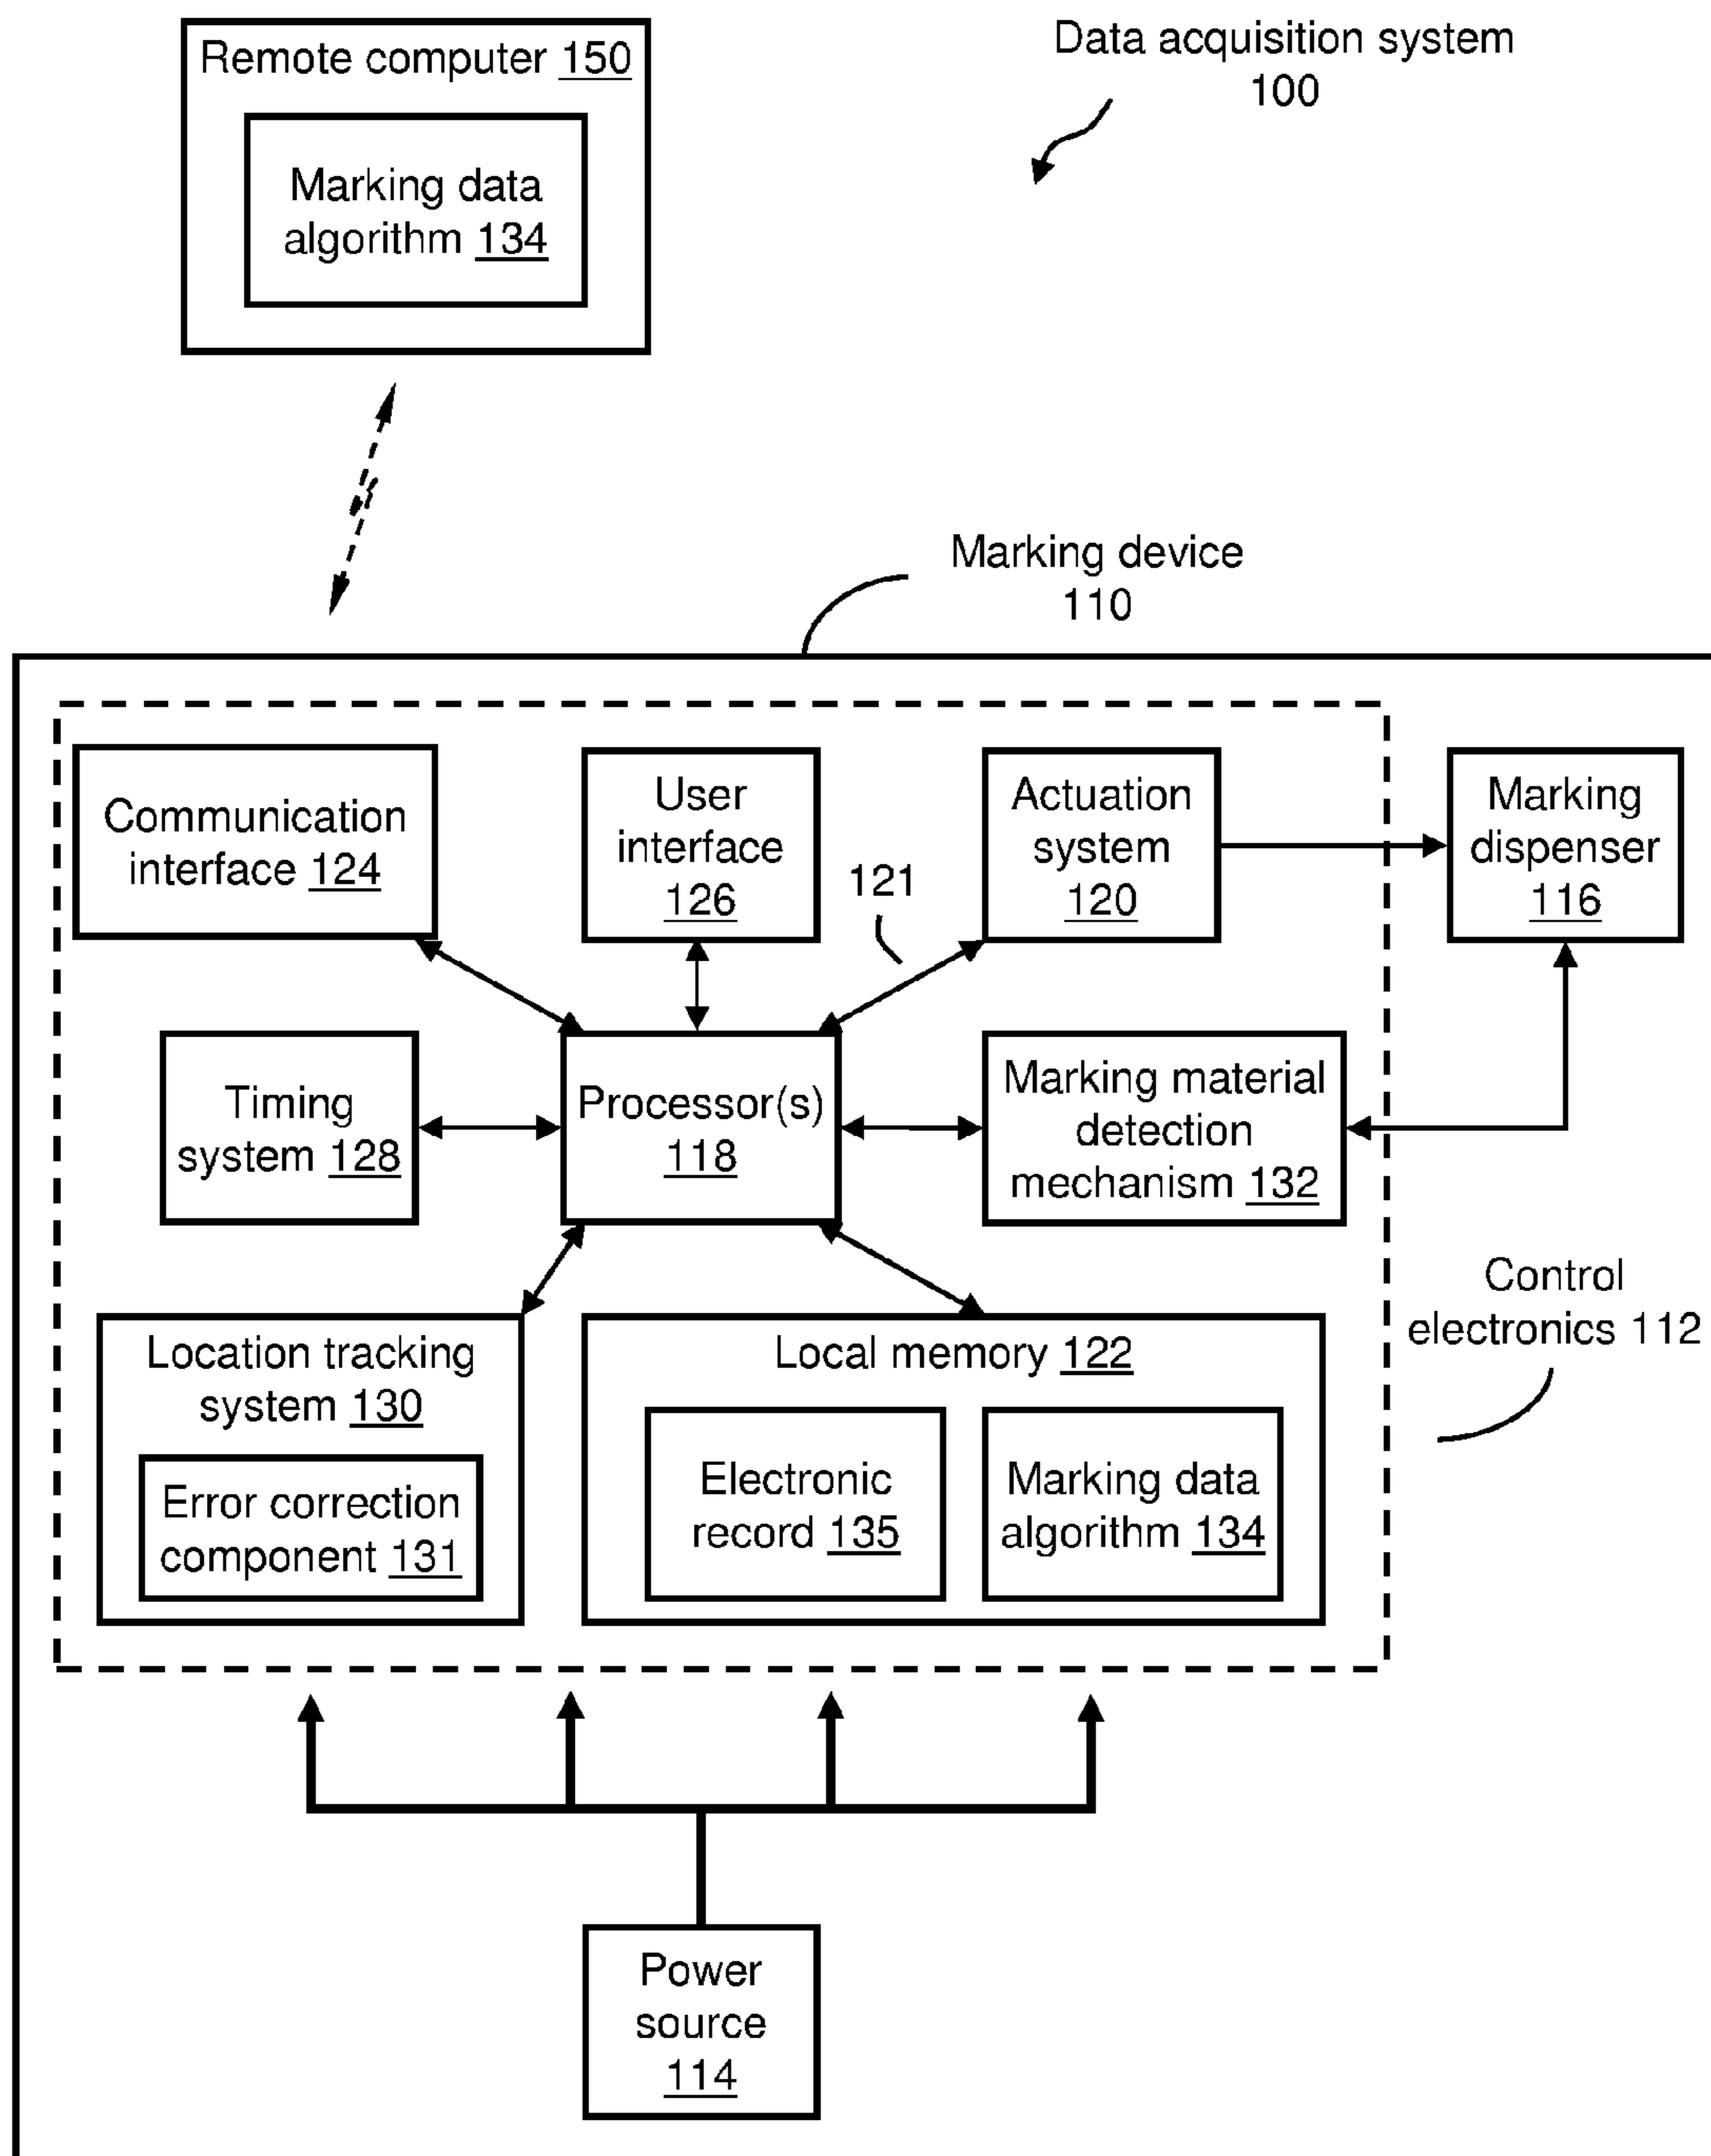 Remote computer 150
Marking data
algorithm 134
Data acquisition system
100
Marking device
110
Communication
interface 124
User
interface
126
Actuation
system
120
Marking
dispenser
116
121
Timing
system 128
Processor(s)
118
Marking material
detection
mechanism 132
Control
electronics 112
Location tracking
system 130
Error correction
component 131
Local memory 122
Electronic
record 135
Marking data
algorithm 134
Power
source
114